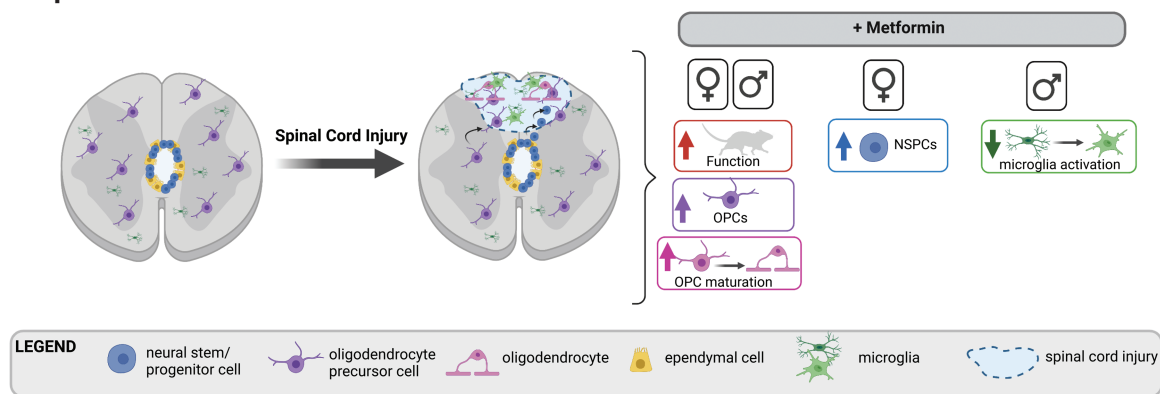 + Metformin
Spinal Cord Injury
Function
OPCs
OPC maturation
NSPCs
microglia activation
LEGEND
neural stem/
progenitor cell
oligodendrocyte
precursor cell
oligodendrocyte
ependymal cell
microglia
spinal cord injury